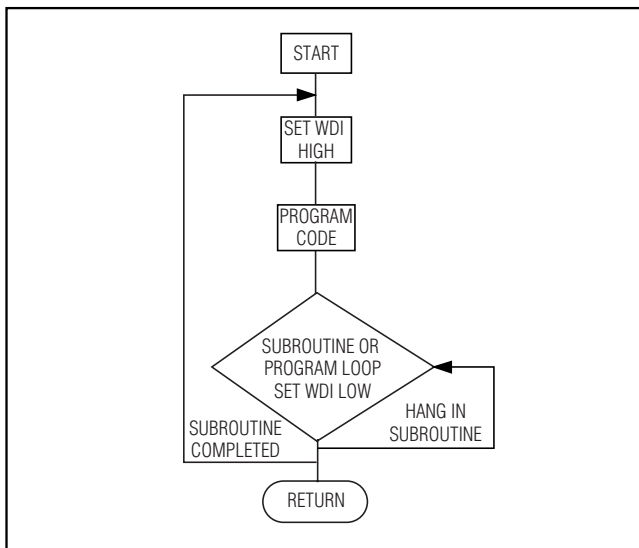 START
SET WDI
HIGH
PROGRAM
CODE
SUBROUTINE OR
PROGRAM LOOP
SET WDI LOW
SUBROUTINE
COMPLETED
HANG IN
SUBROUTINE
RETURN